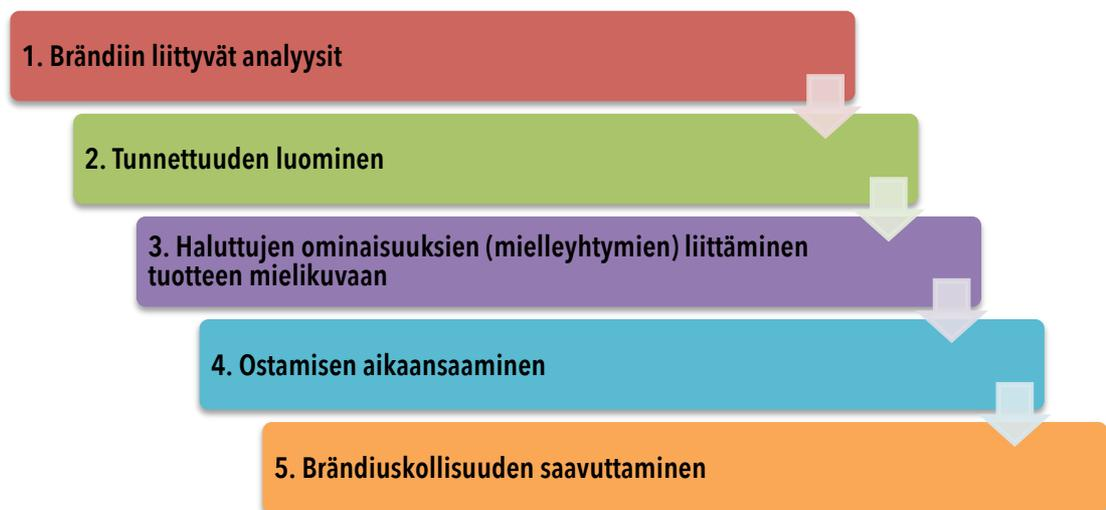 1. Brändiin liittyvät analyysit
2. Tunnettuuden luominen
3. Haluttujen ominaisuuksien (mielleyhtymien) liittäminen
tuotteen mielikuvaan
4. Ostamisen aikaansaaminen
5. Brändiuskollisuuden saavuttaminen